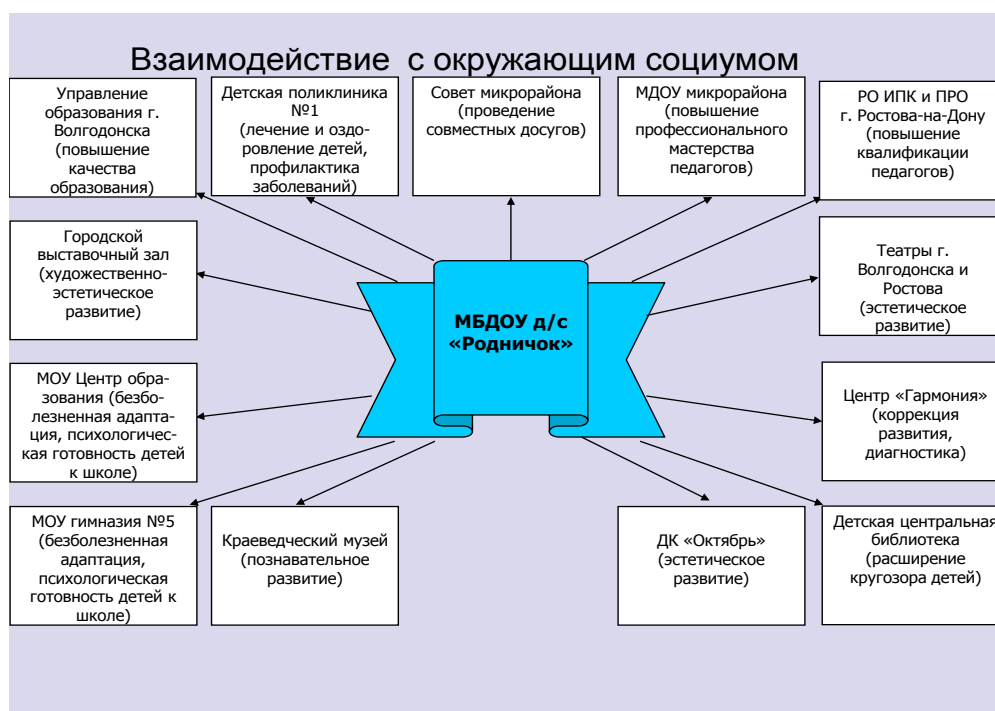 Взаимодействие с окружающим социумом
Управление
образования г.
Волгодонска
(повышение
качества
образования)
Детская поликлиника
№1
(лечение и оздо-
ровление детей,
профилактика
заболеваний)
Совет микрорайона
(проведение
совместных досугов)
МДОУ микрорайона
(повышение
профессионального
мастерства
педагогов)
РО ИПК и ПРО
г. Ростова-на-Дону
(повышение
квалификации
педагогов)
Городской
выставочный зал
(художественно-
эстетическое
развитие)
МБДОУ д/с
«Родничок»
Театры г.
Волгодонска и
Ростова
(эстетическое
развитие)
МОУ Центр обра-
зования (безбо-
лезненная адапта-
ция, психологичес-
кая готовность детей
к школе)
Центр «Гармония»
(коррекция
развития,
диагностика)
МОУ гимназия №5
(безболезненная
адаптация,
психологическая
готовность детей к
школе)
Краеведческий музей
(познавательное
развитие)
ДК «Октябрь»
(эстетическое
развитие)
Детская центральная
библиотека
(расширение
кругозора детей)